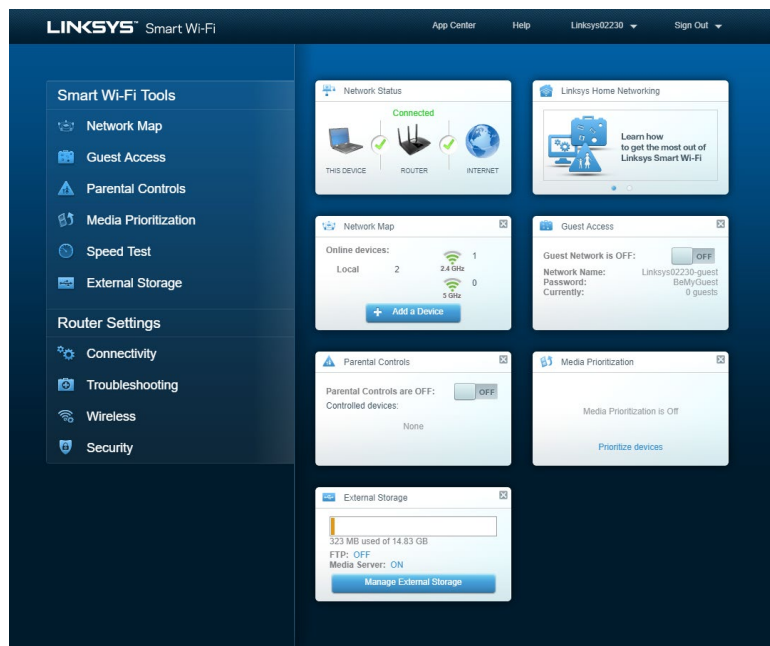 LINKSYS™ Smart Wi-Fi
App Center
Help
Linksys02230
Sign Out
Smart Wi-Fi Tools
Network Map
Guest Access
Parental Controls
Media Prioritization
Speed Test
External Storage
Router Settings
Connectivity
Troubleshooting
Wireless
Security
Network Status
Connected
THIS DEVICE
ROUTER
INTERNET
Linksys Home Networking
Learn how
to get the most out of
Linksys Smart Wi-Fi
Network Map
Online devices:
Local 2
1
2.4 GHz
0
5 GHz
+ Add a Device
Guest Access
Guest Network is OFF: OFF
Network Name: Linksys02230-guest
Password: BeMyGuest
Currently: 0 guests
Parental Controls
Parental Controls are OFF: OFF
Controlled devices:
None
Media Prioritization
Media Prioritization is Off
Prioritize devices
External Storage
323 MB used of 14.83 GB
FTP: OFF
Media Server: ON
Manage External Storage